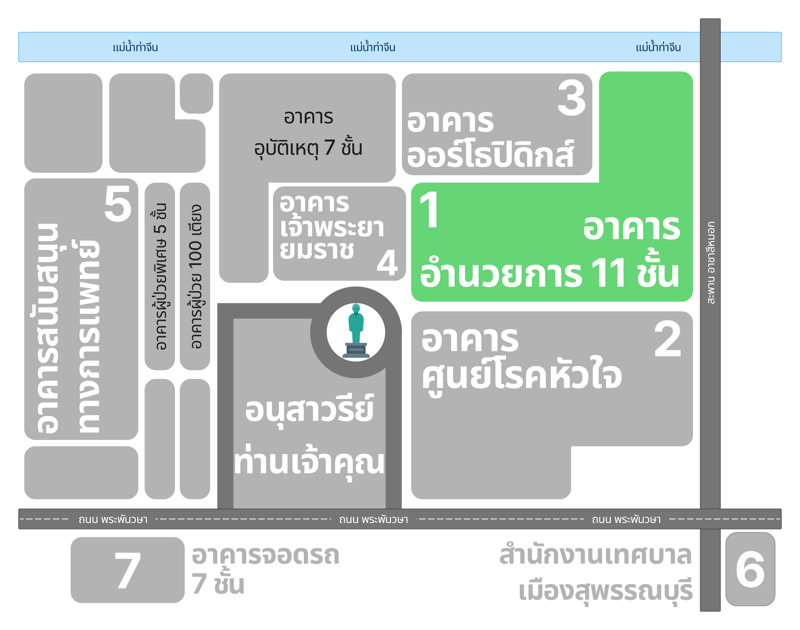 แม่น้ำท่าจีน
แม่น้ำท่าจีน
แม่น้ำท่าจีน
อาคาร
อุบัติเหตุ 7 ชั้น
3
อาคาร
ออร์โธปิดิกส์
1
อาคาร
อำนวยการ 11 ชั้น
อาคาร
เจ้าพระยา
ยมราช
4
5
อาคารสนับสนุน
ทางการแพทย์
อาคารผู้ป่วยพิเศษ 5 ชั้น
อาคารผู้ป่วย 100 เตียง
สะพาน อาชาสีหมอก
2
อาคาร
ศูนย์โรคหัวใจ
อนุสาวรีย์
ท่านเจ้าคุณ
ถนน พระพันวษา
ถนน พระพันวษา
ถนน พระพันวษา
7
อาคารจอดรถ
7 ชั้น
สำนักงานเทศบาล
เมืองสุพรรณบุรี
6